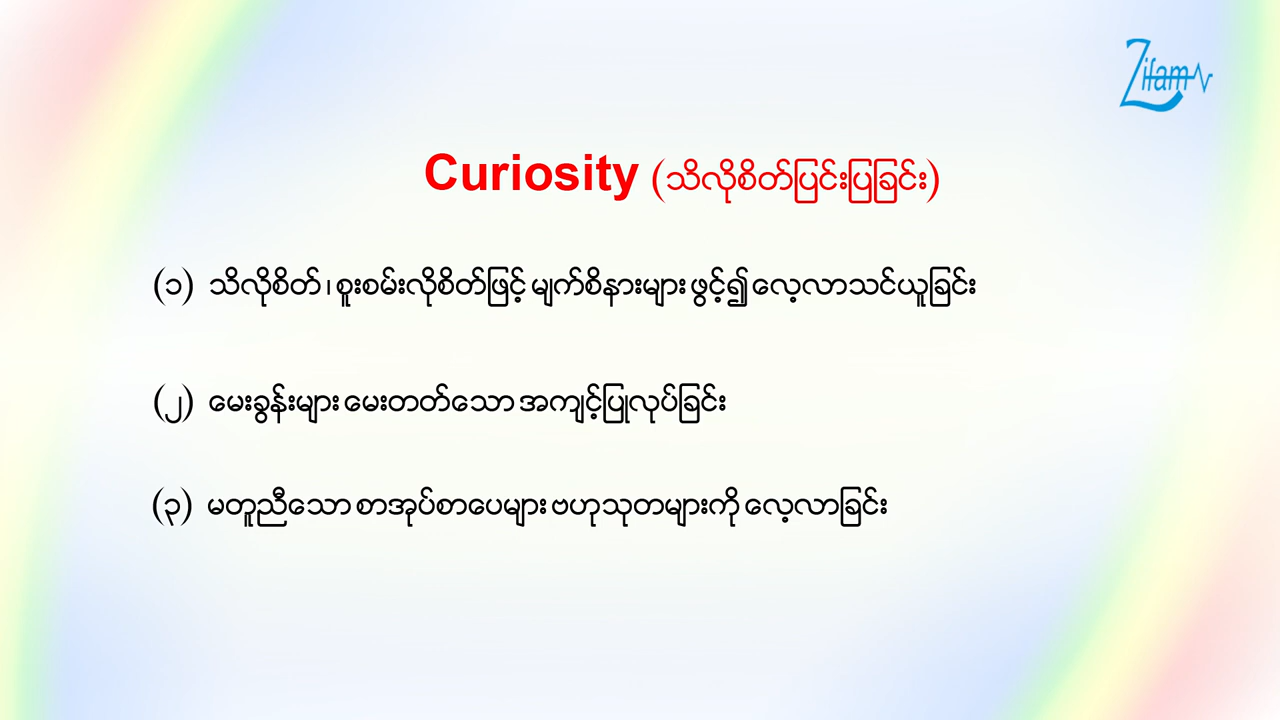 Zifam
Curiosity (သိလိုစိတ်ပြင်းပြခြင်း)
(၁) သိလိုစိတ်၊ စူးစမ်းလိုစိတ်ဖြင့် မျက်စိနားများ ဖွင့်၍ လေ့လာသင်ယူခြင်း
(၂) မေးခွန်းများ မေးတတ်သော အကျင့်ပြုလုပ်ခြင်း
(၃) မတူညီသော စာအုပ်စာပေများ ဗဟုသုတများကို လေ့လာခြင်း